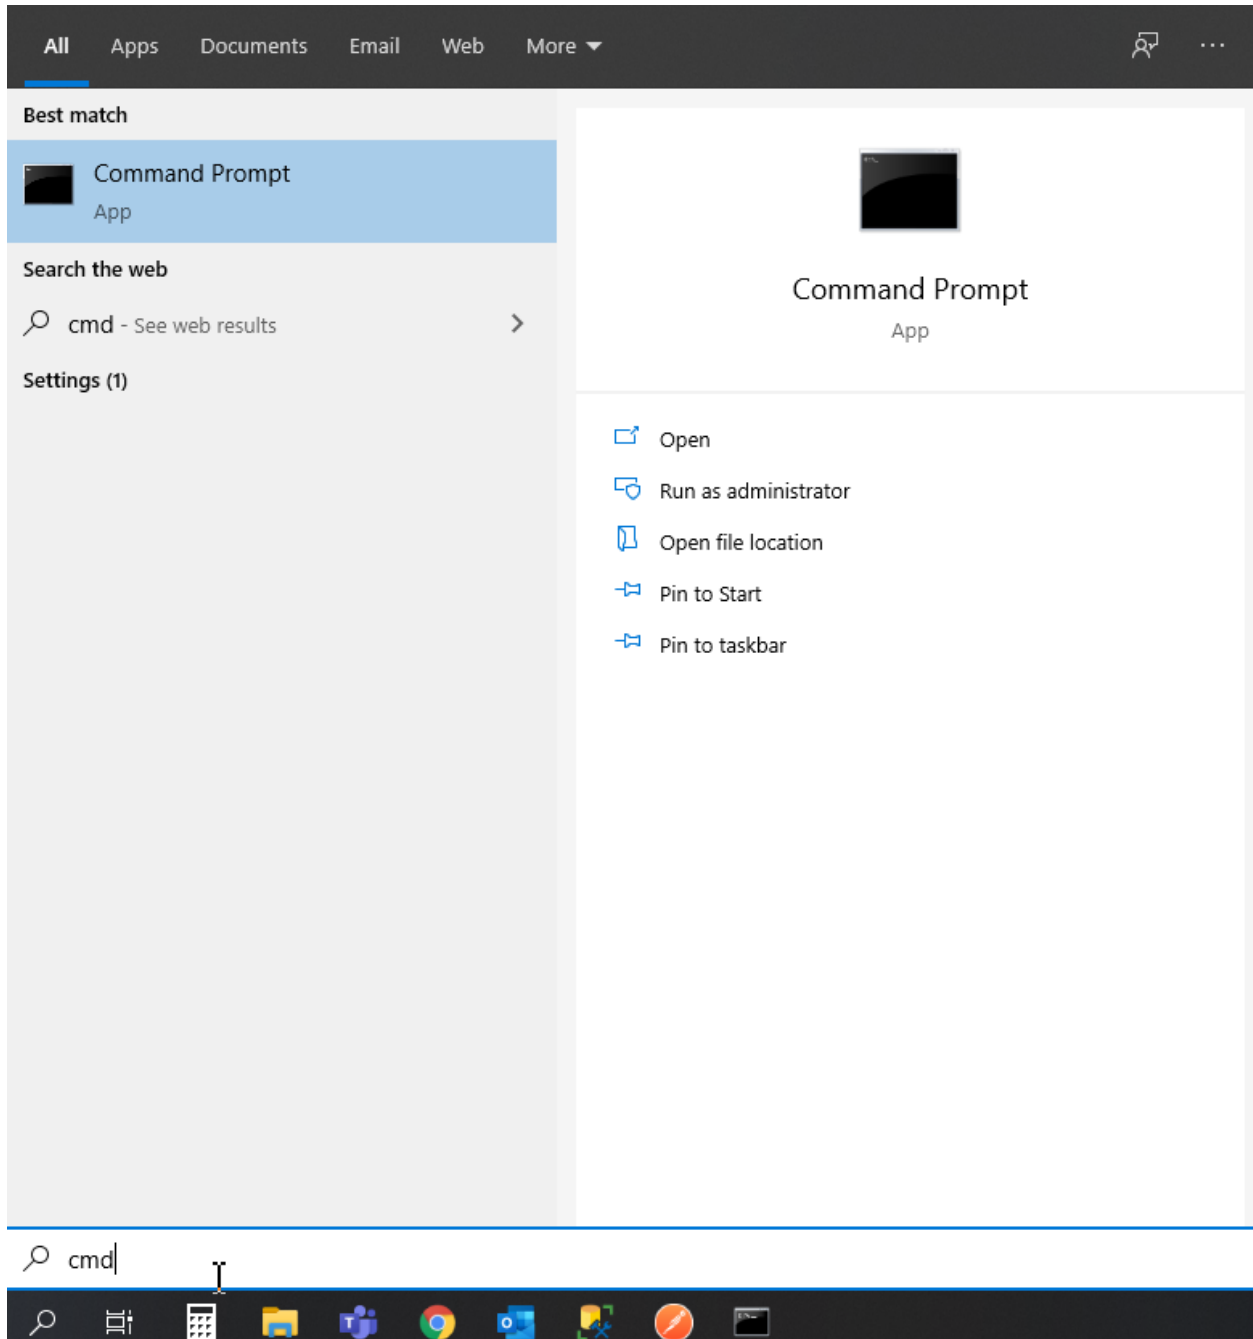 All Apps Documents Email Web More
Best match
Command Prompt
App
Search the web
cmd - See web results
Settings (1)
Command Prompt
App
Open
Run as administrator
Open file location
Pin to Start
Pin to taskbar
cmd